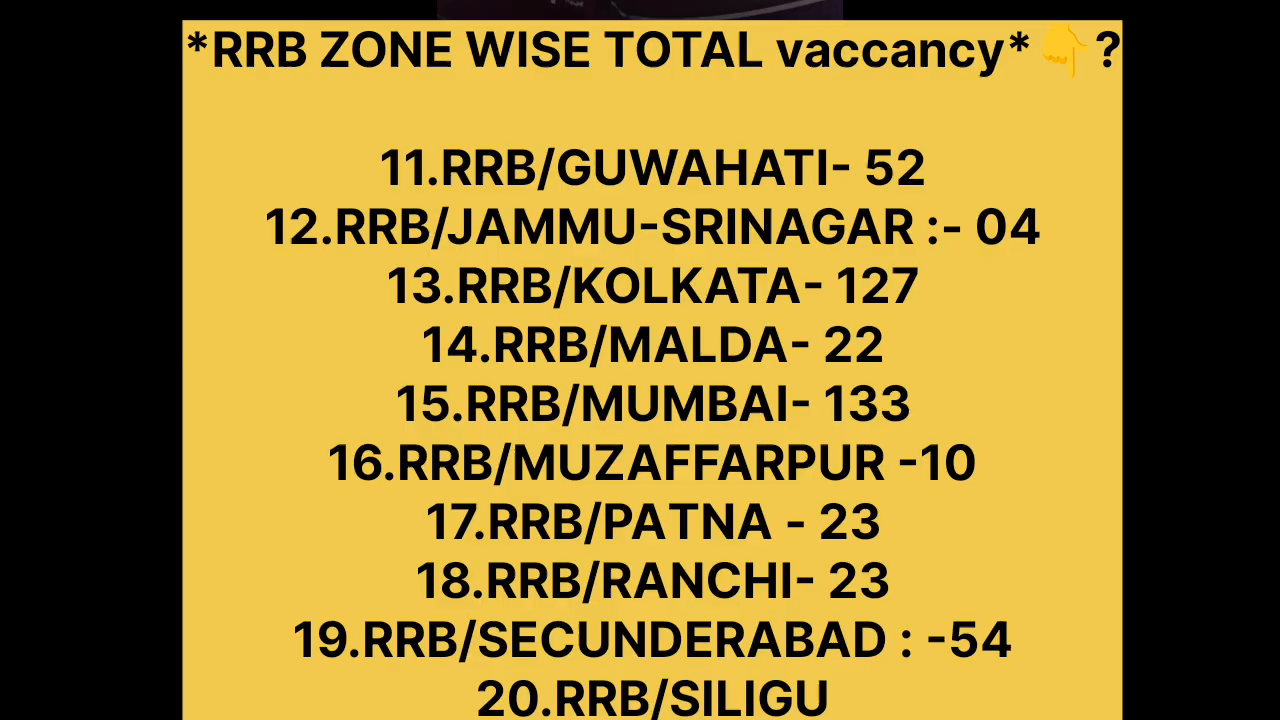 *RRB ZONE WISE TOTAL vaccancy*👇?
11.RRB/GUWAHATI- 52
12.RRB/JAMMU-SRINAGAR :- 04
13.RRB/KOLKATA- 127
14.RRB/MALDA- 22
15.RRB/MUMBAI- 133
16.RRB/MUZAFFARPUR -10
17.RRB/PATNA - 23
18.RRB/RANCHI- 23
19.RRB/SECUNDERABAD : -54
20.RRB/SILIGU